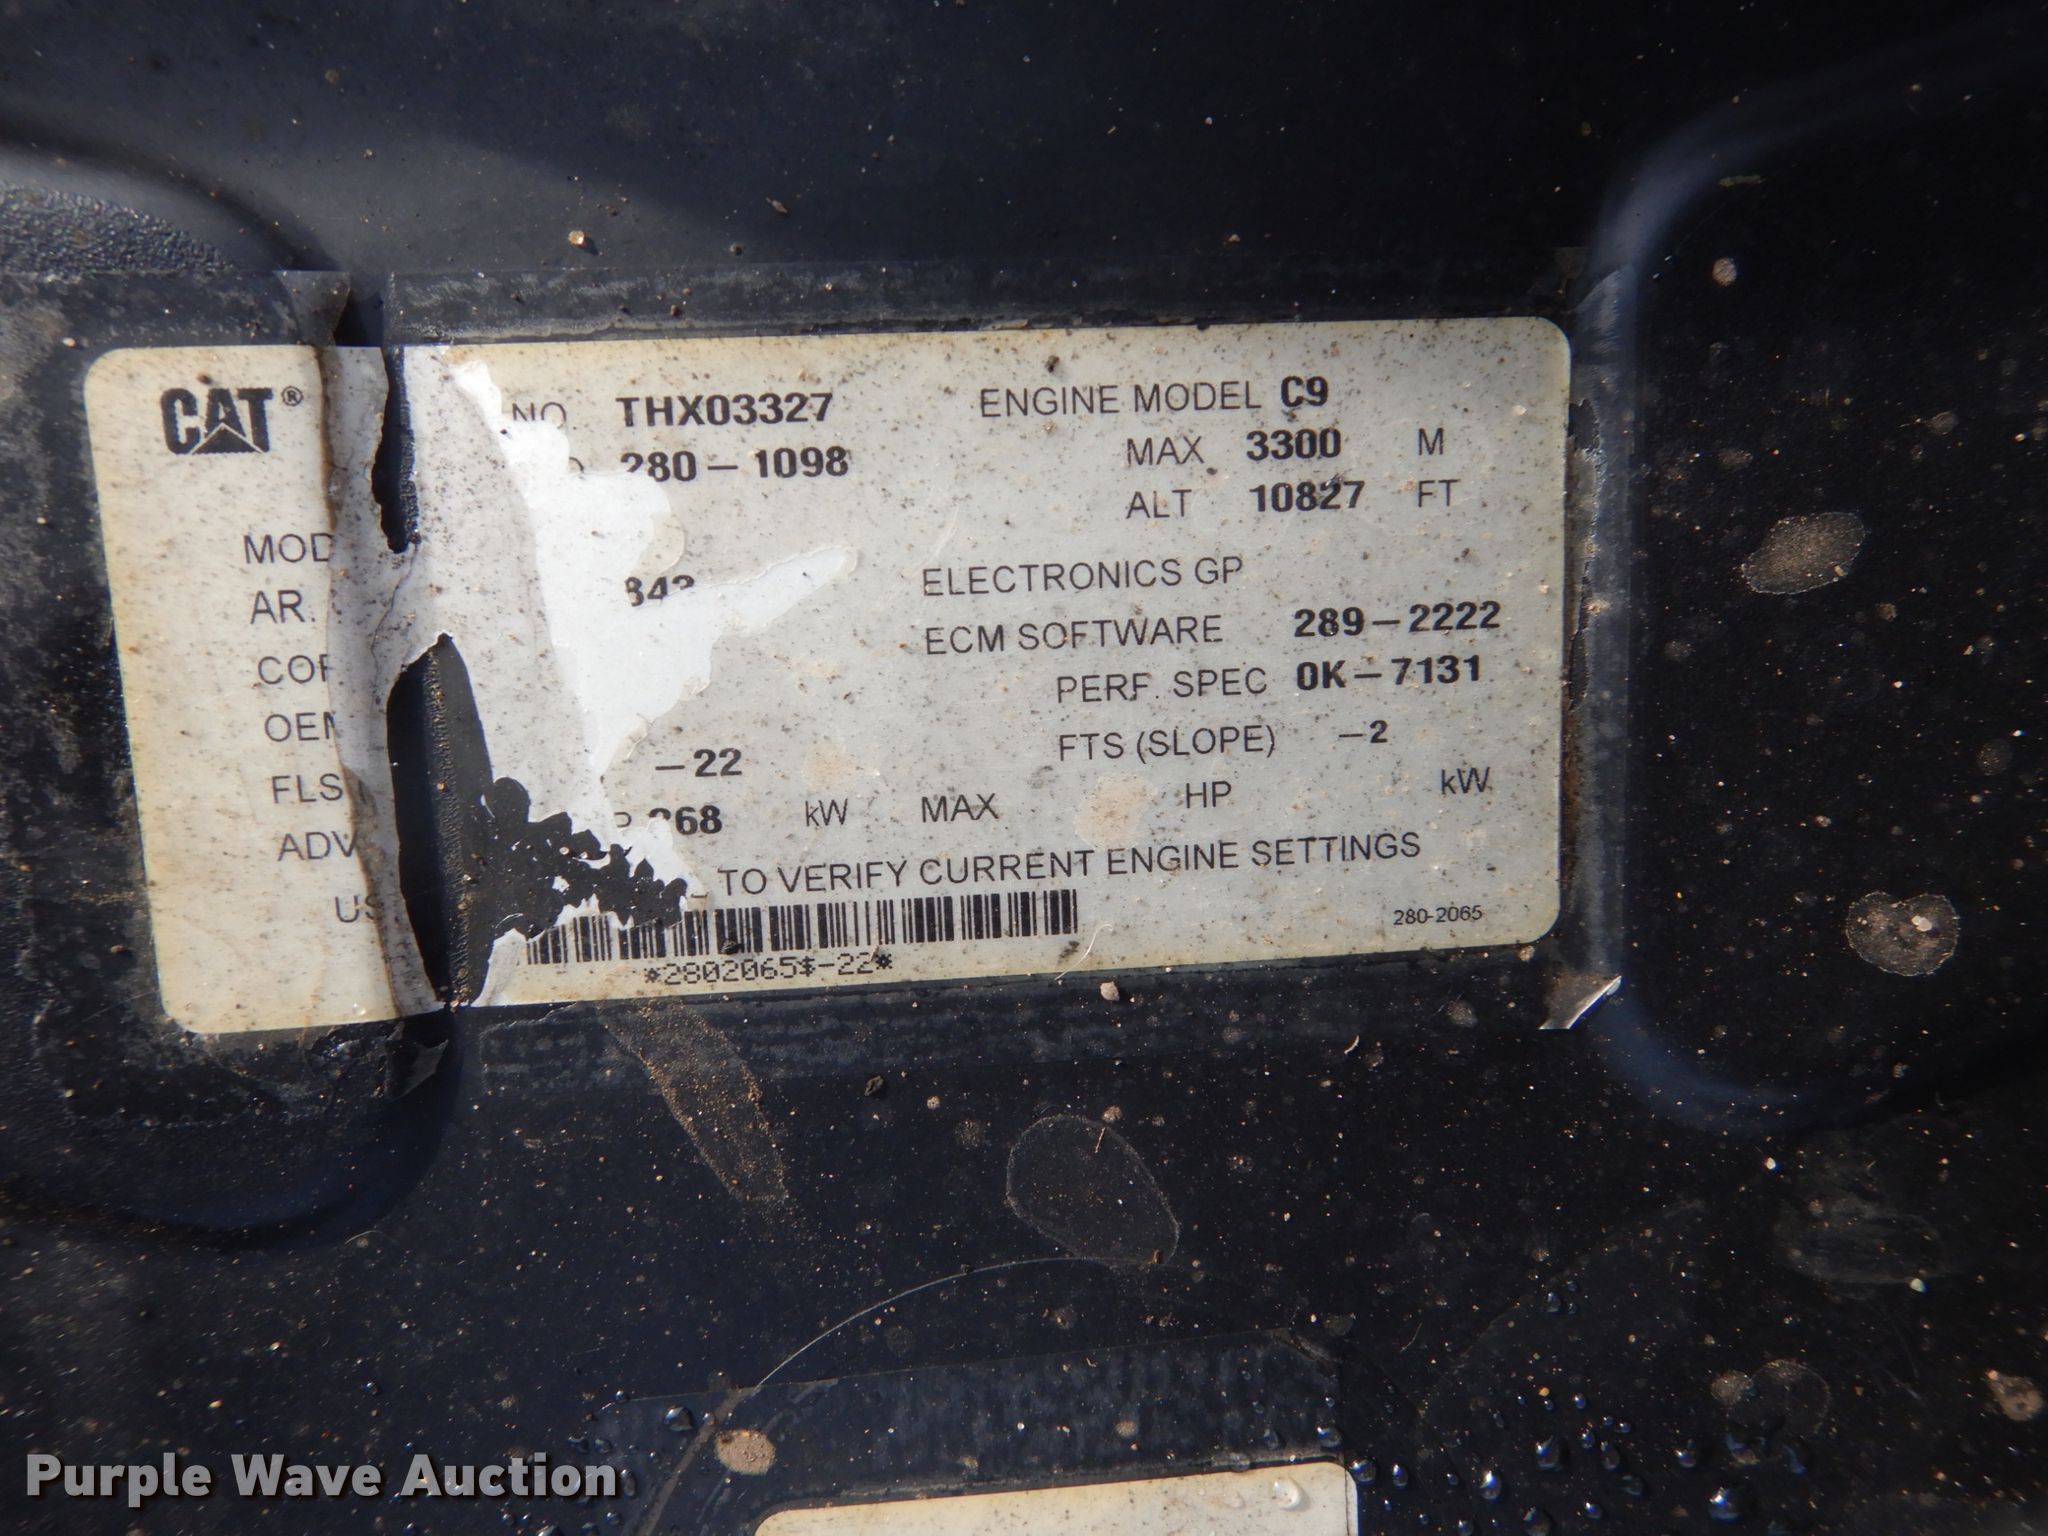 CAT®
NO. THX03327 ENGINE MODEL C9
280-1098 MAX 3300 M
ALT 10827 FT
MOD
AR. ELECTRONICS GP
ECM SOFTWARE 289-2222
PERF. SPEC 0K-7131
OEM FTS (SLOPE) -2
FLS -22
ADV 268 kW MAX HP kW
US TO VERIFY CURRENT ENGINE SETTINGS
*2802065$-22*
280-2065
Purple Wave Auction